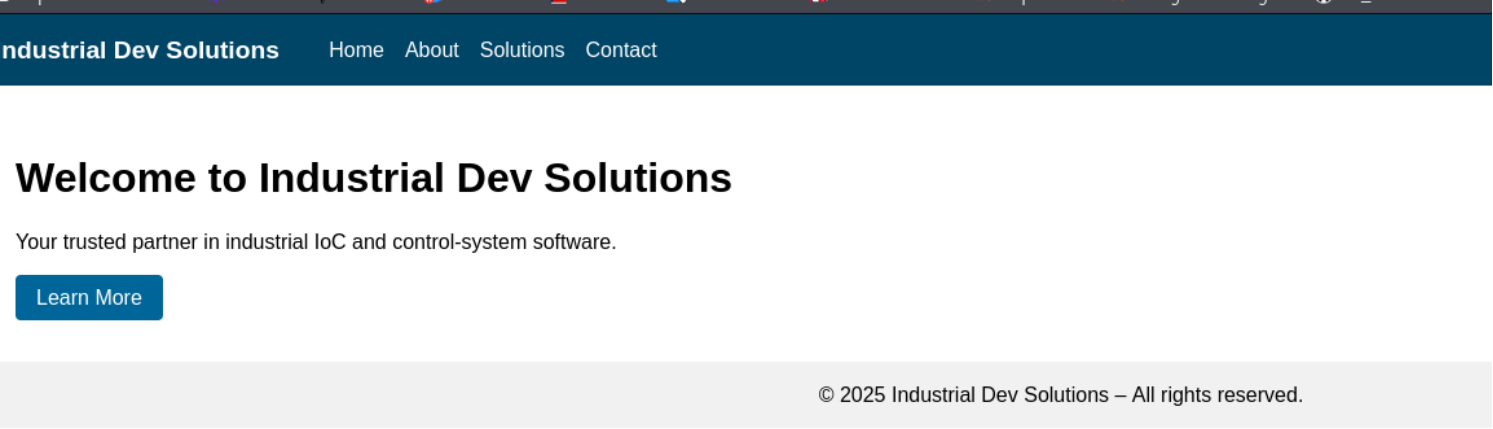 ndustrial Dev Solutions Home About Solutions Contact
Welcome to Industrial Dev Solutions
Your trusted partner in industrial IoC and control-system software.
Learn More
© 2025 Industrial Dev Solutions – All rights reserved.